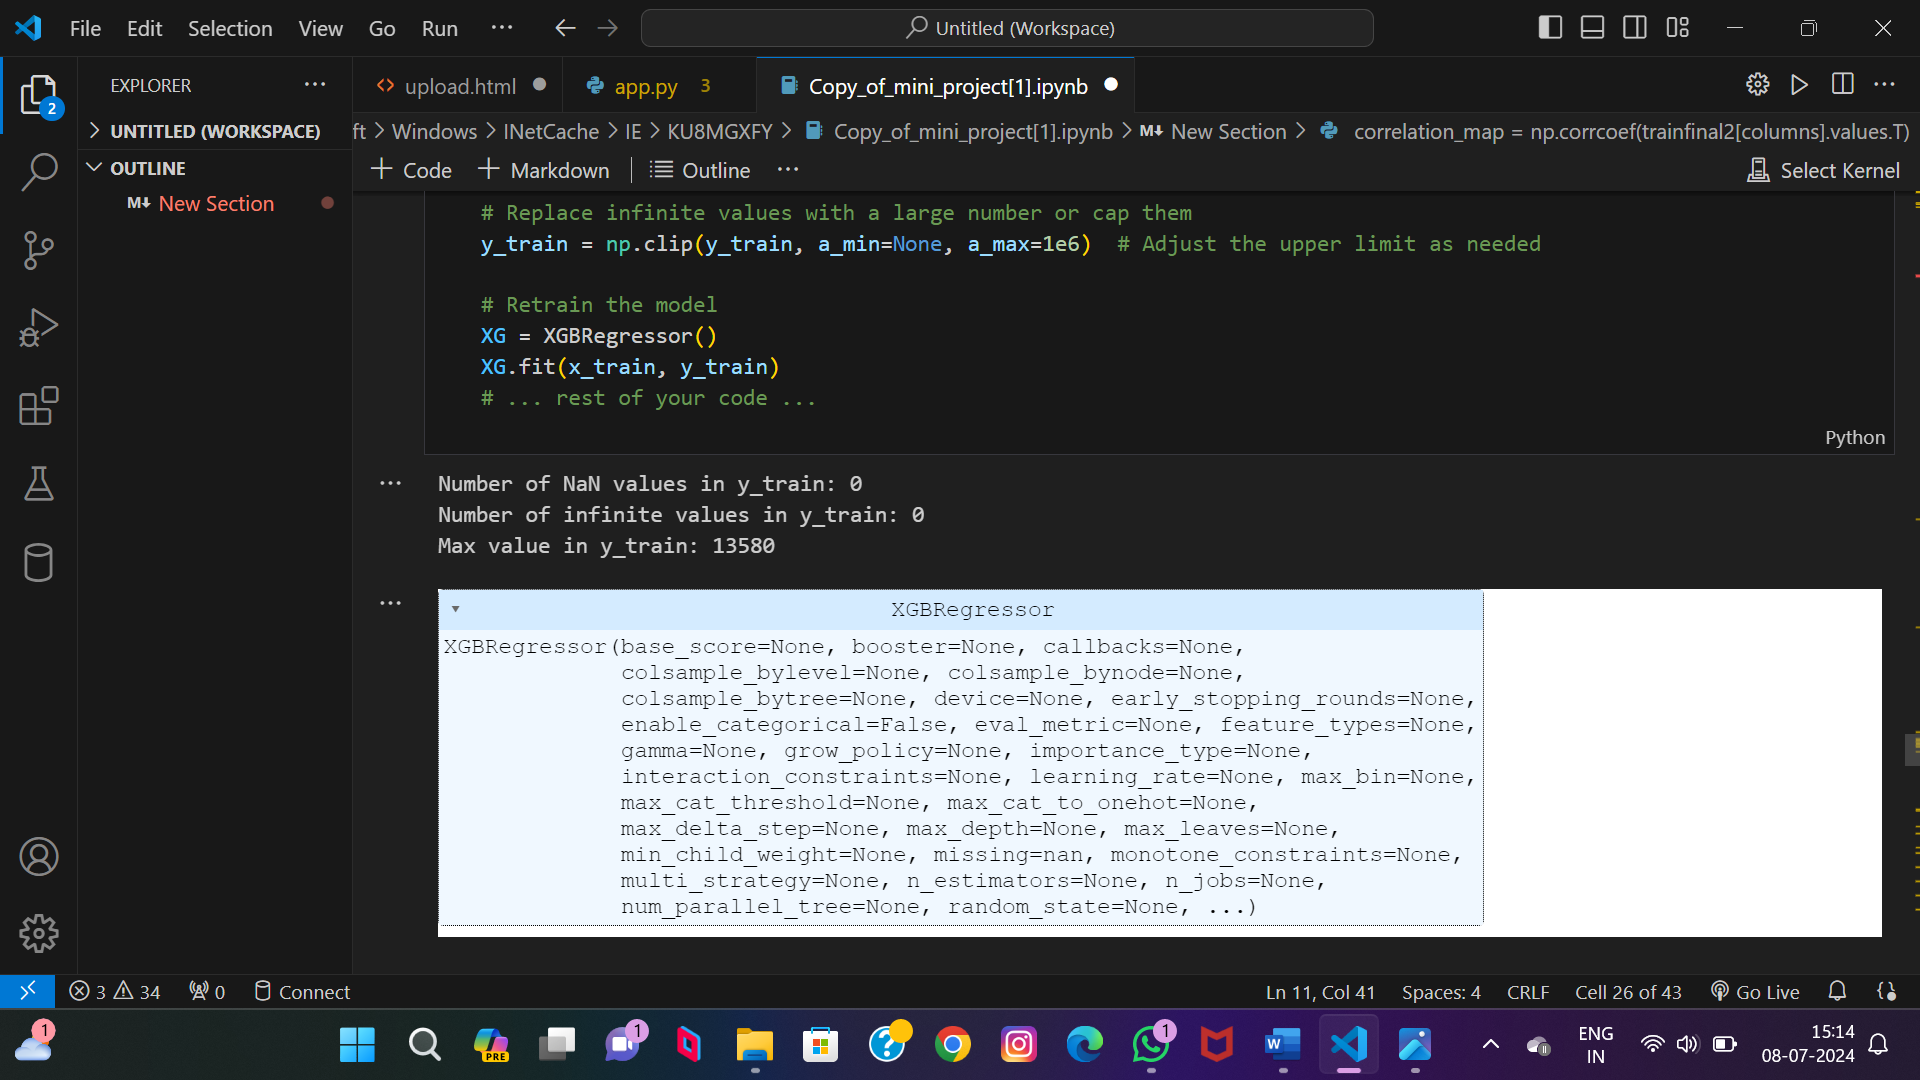 File Edit Selection View Go Run ... Untitled (Workspace)
EXPLORER ...
upload.html
app.py 3
Copy_of_mini_project[1].ipynb
2
UNTITLED (WORKSPACE)
ft > Windows > INetCache > IE > KU8MGXFY > Copy_of_mini_project[1].ipynb > M↓ New Section > correlation_map = np.corrcoef(trainfinal2[columns].values.T)
OUTLINE
+ Code + Markdown Outline ... Select Kernel
M↓ New Section
# Replace infinite values with a large number or cap them
y_train = np.clip(y_train, a_min=None, a_max=1e6)  # Adjust the upper limit as needed
# Retrain the model
XG = XGBRegressor()
XG.fit(x_train, y_train)
# ... rest of your code ...
Python
Number of NaN values in y_train: 0
Number of infinite values in y_train: 0
Max value in y_train: 13580
XGBRegressor
XGBRegressor(base_score=None, booster=None, callbacks=None,
colsample_bylevel=None, colsample_bynode=None,
colsample_bytree=None, device=None, early_stopping_rounds=None,
enable_categorical=False, eval_metric=None, feature_types=None,
gamma=None, grow_policy=None, importance_type=None,
interaction_constraints=None, learning_rate=None, max_bin=None,
max_cat_threshold=None, max_cat_to_onehot=None,
max_delta_step=None, max_depth=None, max_leaves=None,
min_child_weight=None, missing=nan, monotone_constraints=None,
multi_strategy=None, n_estimators=None, n_jobs=None,
num_parallel_tree=None, random_state=None, ...)
3 34 0 Connect Ln 11, Col 41 Spaces: 4 CRLF Cell 26 of 43 Go Live
1 PRE 1 1 ENG 15:14
IN 08-07-2024